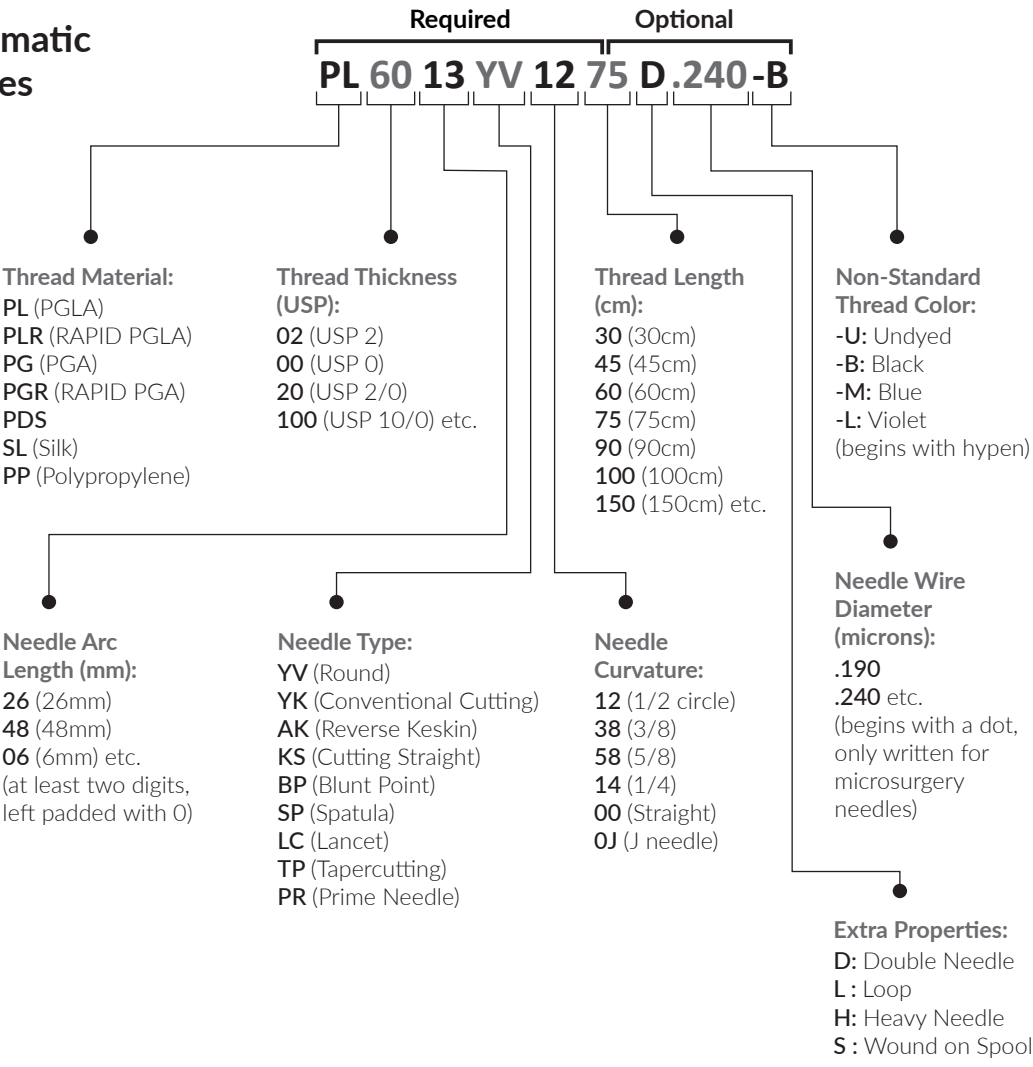 matic
es
Required
Optional
PL 60 13 YV 12 75 D .240 -B
Thread Material:
PL (PGLA)
PLR (RAPID PGLA)
PG (PGA)
PGR (RAPID PGA)
PDS
SL (Silk)
PP (Polypropylene)
Thread Thickness
(USP):
02 (USP 2)
00 (USP 0)
20 (USP 2/0)
100 (USP 10/0) etc.
Thread Length
(cm):
30 (30cm)
45 (45cm)
60 (60cm)
75 (75cm)
90 (90cm)
100 (100cm)
150 (150cm) etc.
Non-Standard
Thread Color:
-U: Undyed
-B: Black
-M: Blue
-L: Violet
(begins with hypen)
Needle Arc
Length (mm):
26 (26mm)
48 (48mm)
06 (6mm) etc.
(at least two digits,
left padded with 0)
Needle Type:
YV (Round)
YK (Conventional Cutting)
AK (Reverse Keskin)
KS (Cutting Straight)
BP (Blunt Point)
SP (Spatula)
LC (Lancet)
TP (Tapercutting)
PR (Prime Needle)
Needle
Curvature:
12 (1/2 circle)
38 (3/8)
58 (5/8)
14 (1/4)
00 (Straight)
0J (J needle)
Needle Wire
Diameter
(microns):
.190
.240 etc.
(begins with a dot,
only written for
microsurgery
needles)
Extra Properties:
D: Double Needle
L : Loop
H: Heavy Needle
S : Wound on Spool